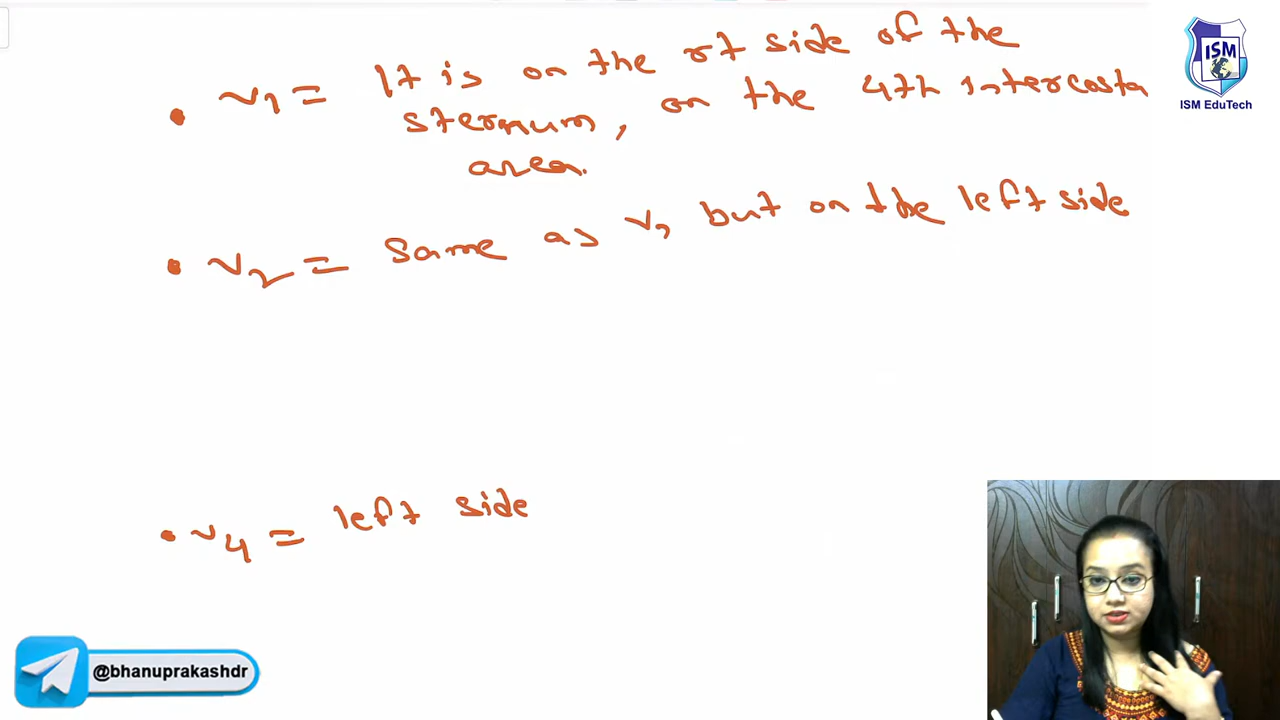 • V1 = It is on the rt side of the
sternum, on the 4th intercosta
area.
• V2 = Same as V, but on the left side
• V4 = left side
ISM
ISM EduTech
@bhanuprakashdr